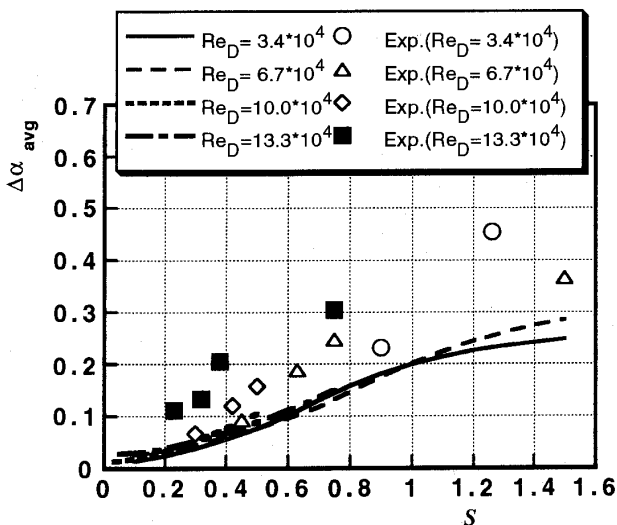 Re_D= 3.4*10^4 Exp.(Re_D= 3.4*10^4)
Re_D= 6.7*10^4 Exp.(Re_D= 6.7*10^4)
Re_D=10.0*10^4 Exp.(Re_D=10.0*10^4)
Re_D=13.3*10^4 Exp.(Re_D=13.3*10^4)
Δα avg
0.7
0.6
0.5
0.4
0.3
0.2
0.1
0
0 0.2 0.4 0.6 0.8 1 1.2 1.4 1.6
S